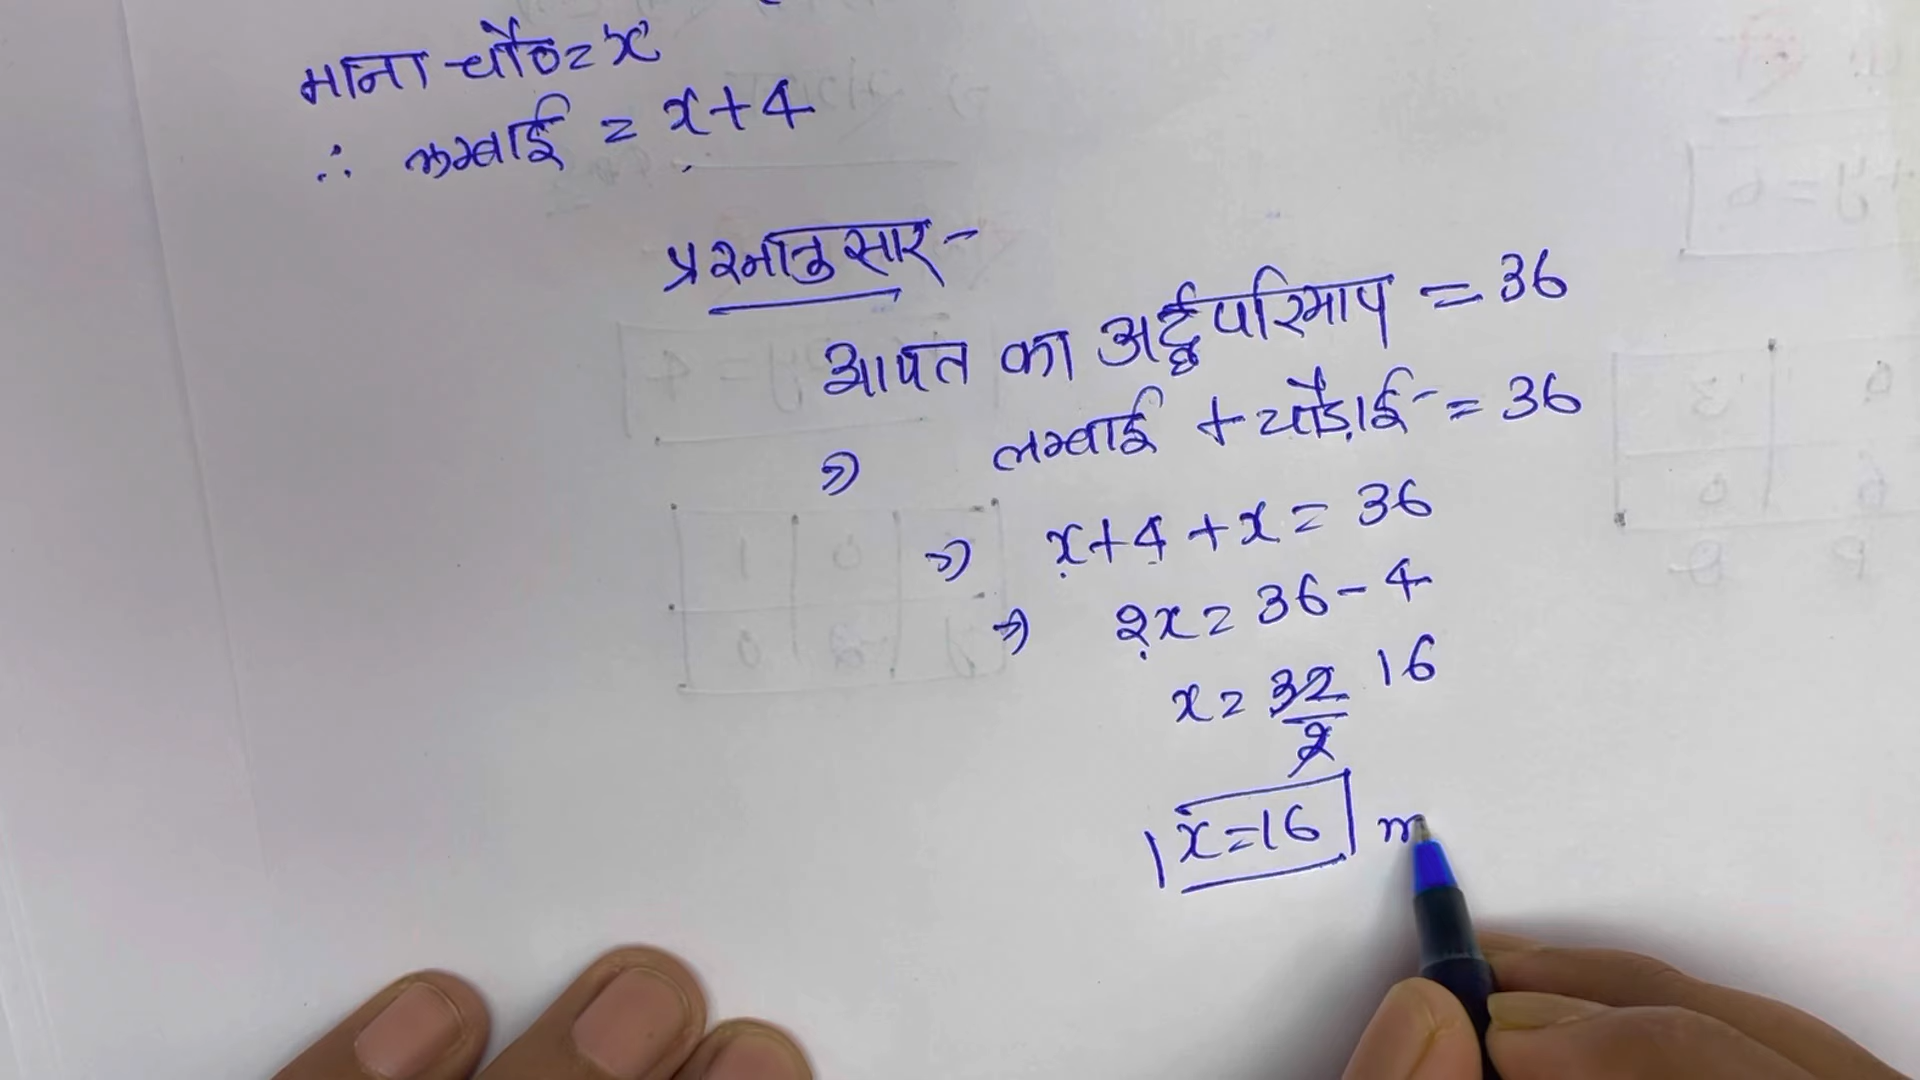 माना चौ०=x
∴ लम्बाई = x+4
प्रश्नानुसार-
आयत का अर्द्धपरिमाप = 36
⇒ लम्बाई + चौड़ाई = 36
⇒ x+4+x = 36
⇒ 2x = 36-4
x = 32/2 16
x=16 m